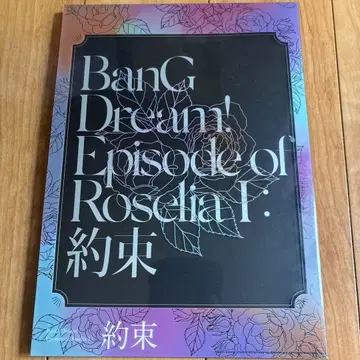 BanG
Dream!
Episode of
Roselia I:
約束
約束